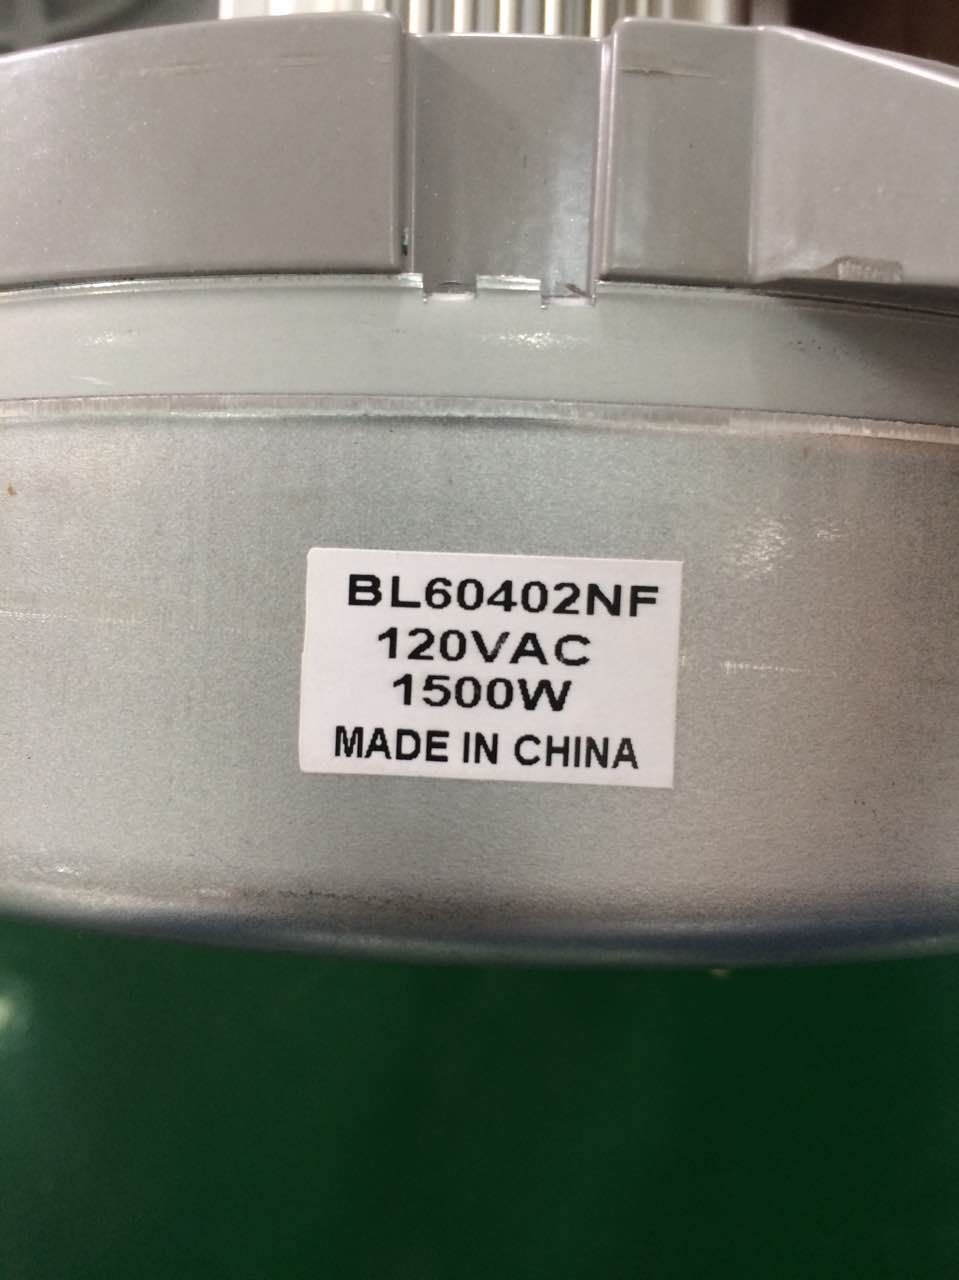 BL60402NF
120VAC
1500W
MADE IN CHINA